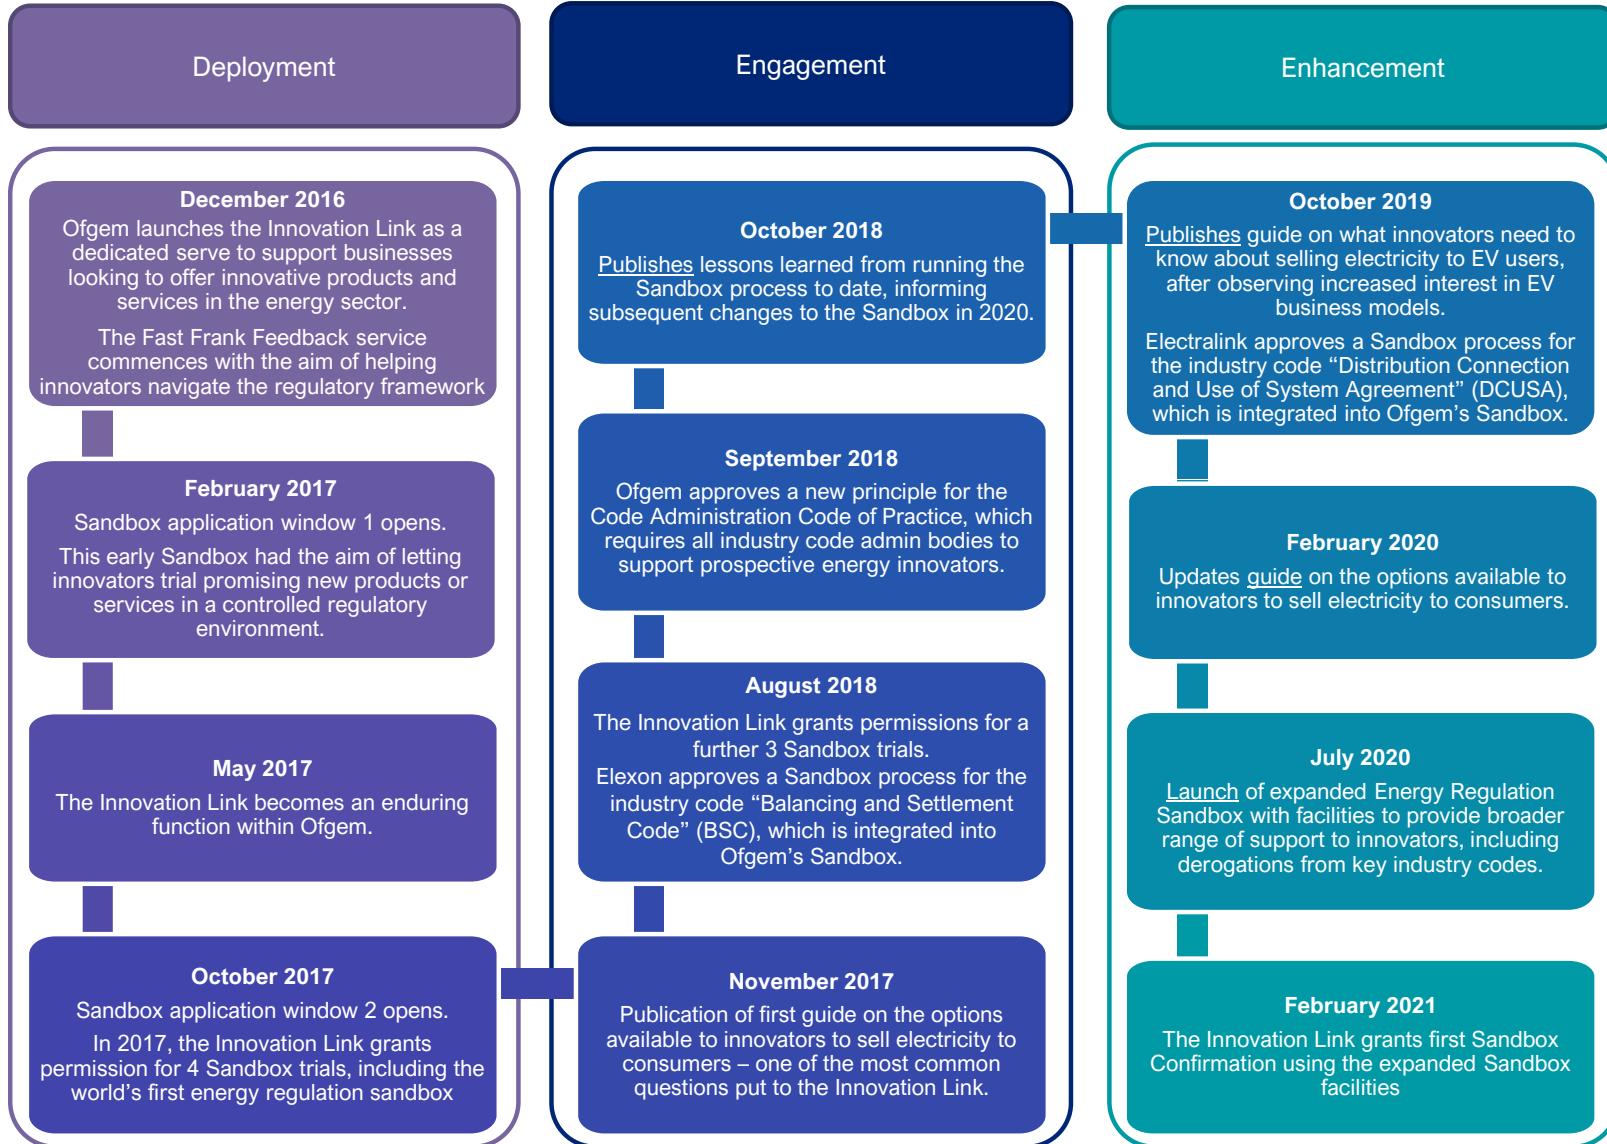 Deployment
December 2016
Ofgem launches the Innovation Link as a
dedicated serve to support businesses
looking to offer innovative products and
services in the energy sector.
The Fast Frank Feedback service
commences with the aim of helping
innovators navigate the regulatory framework
February 2017
Sandbox application window 1 opens.
This early Sandbox had the aim of letting
innovators trial promising new products or
services in a controlled regulatory
environment.
May 2017
The Innovation Link becomes an enduring
function within Ofgem.
October 2017
Sandbox application window 2 opens.
In 2017, the Innovation Link grants
permission for 4 Sandbox trials, including the
world’s first energy regulation sandbox
Engagement
October 2018
Publishes lessons learned from running the
Sandbox process to date, informing
subsequent changes to the Sandbox in 2020.
September 2018
Ofgem approves a new principle for the
Code Administration Code of Practice, which
requires all industry code admin bodies to
support prospective energy innovators.
August 2018
The Innovation Link grants permissions for a
further 3 Sandbox trials.
Elexon approves a Sandbox process for the
industry code “Balancing and Settlement
Code” (BSC), which is integrated into
Ofgem’s Sandbox.
November 2017
Publication of first guide on the options
available to innovators to sell electricity to
consumers – one of the most common
questions put to the Innovation Link.
Enhancement
October 2019
Publishes guide on what innovators need to
know about selling electricity to EV users,
after observing increased interest in EV
business models.
Electralink approves a Sandbox process for
the industry code “Distribution Connection
and Use of System Agreement” (DCUSA),
which is integrated into Ofgem’s Sandbox.
February 2020
Updates guide on the options available to
innovators to sell electricity to consumers.
July 2020
Launch of expanded Energy Regulation
Sandbox with facilities to provide broader
range of support to innovators, including
derogations from key industry codes.
February 2021
The Innovation Link grants first Sandbox
Confirmation using the expanded Sandbox
facilities